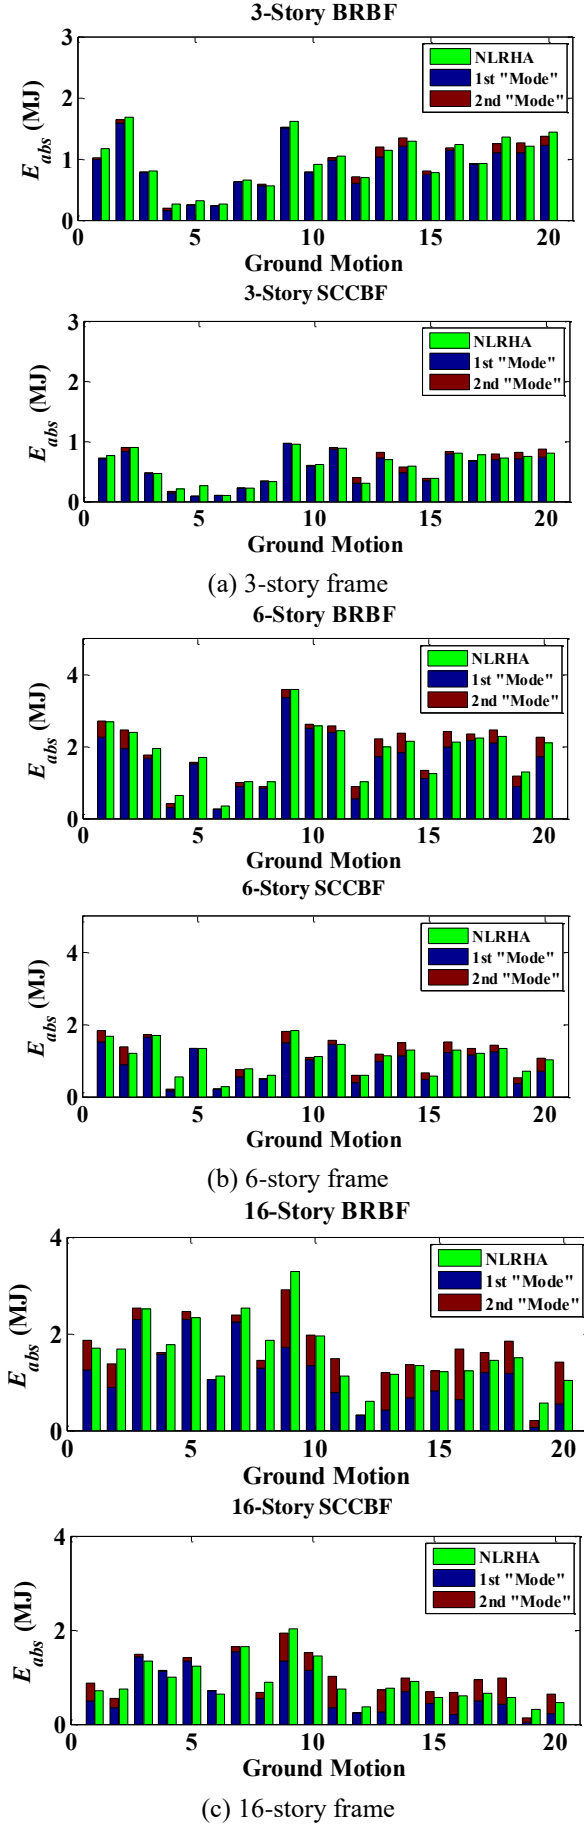 3-Story BRBF
3
2
1
0
E_abs (MJ)
NLRHA
1st "Mode"
2nd "Mode"
0 5 10 15 20
Ground Motion
3-Story SCCBF
3
2
1
0
E_abs (MJ)
NLRHA
1st "Mode"
2nd "Mode"
0 5 10 15 20
Ground Motion
(a) 3-story frame
6-Story BRBF
4
2
0
E_abs (MJ)
NLRHA
1st "Mode"
2nd "Mode"
0 5 10 15 20
Ground Motion
6-Story SCCBF
4
2
0
E_abs (MJ)
NLRHA
1st "Mode"
2nd "Mode"
0 5 10 15 20
Ground Motion
(b) 6-story frame
16-Story BRBF
4
2
0
E_abs (MJ)
NLRHA
1st "Mode"
2nd "Mode"
0 5 10 15 20
Ground Motion
16-Story SCCBF
4
2
0
E_abs (MJ)
NLRHA
1st "Mode"
2nd "Mode"
0 5 10 15 20
Ground Motion
(c) 16-story frame